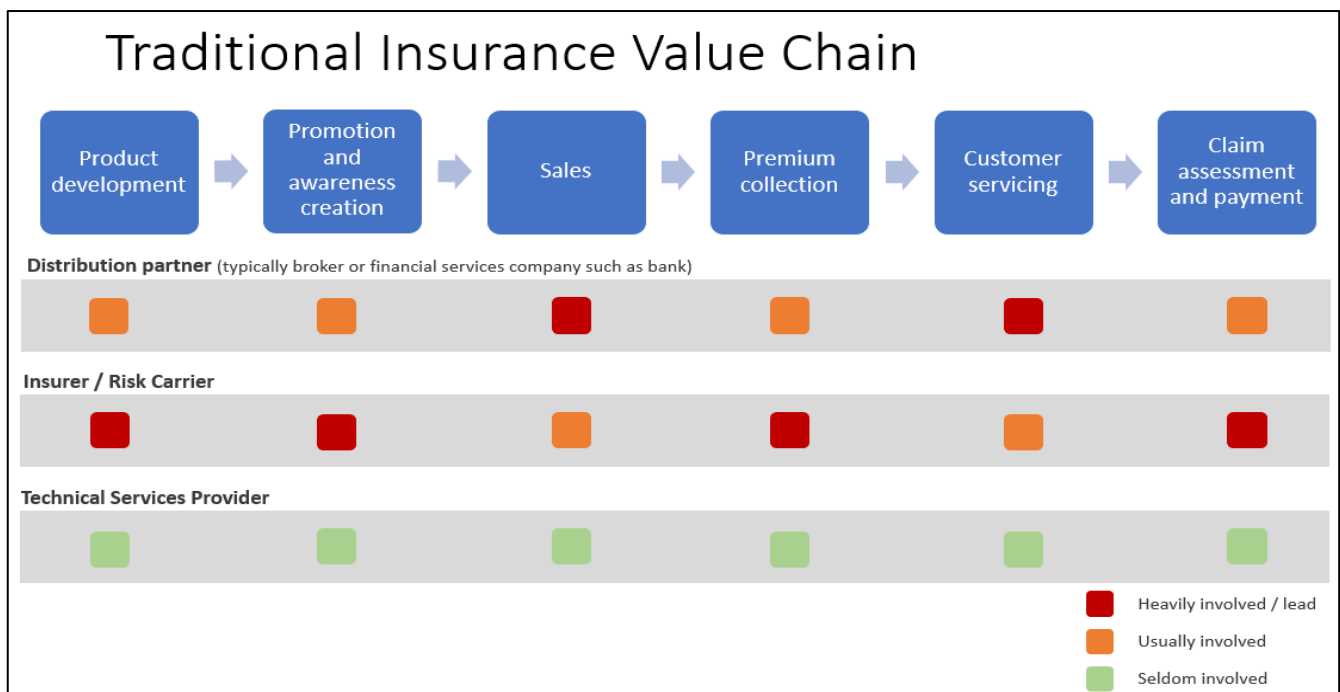 Traditional Insurance Value Chain
Product
development
Promotion
and
awareness
creation
Sales
Premium
collection
Customer
servicing
Claim
assessment
and payment
Distribution partner (typically broker or financial services company such as bank)
Insurer / Risk Carrier
Technical Services Provider
Heavily involved / lead
Usually involved
Seldom involved